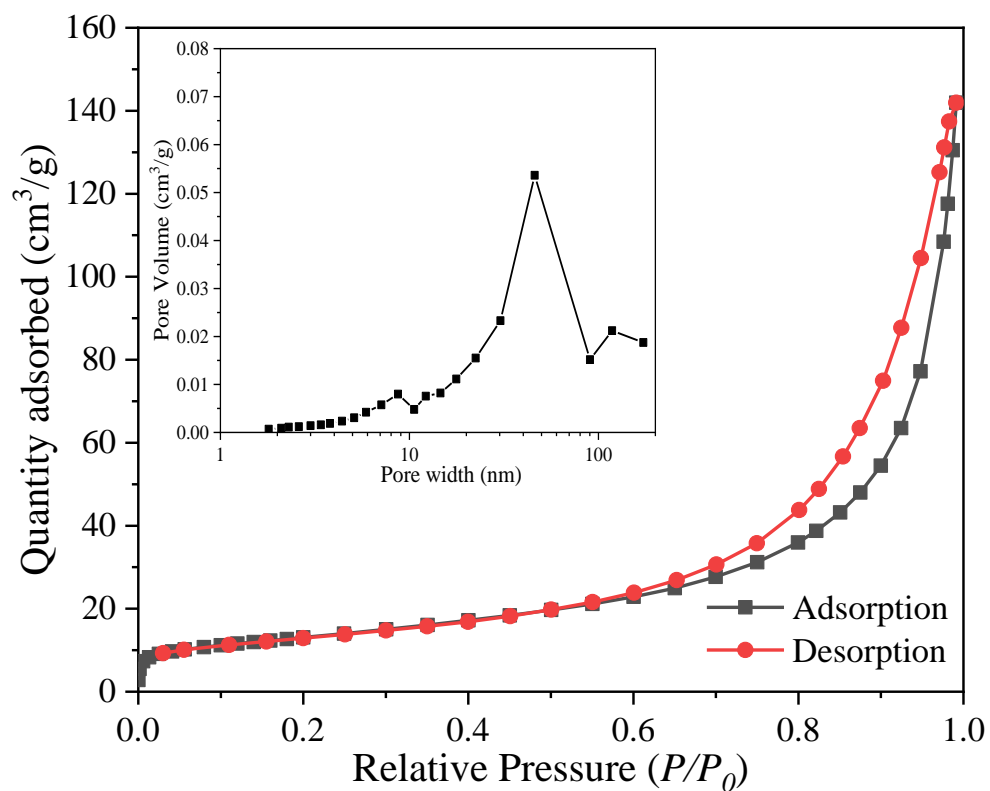 160
140
120
100
80
60
40
20
0
Quantity adsorbed (cm³/g)
0.0 0.2 0.4 0.6 0.8 1.0
Relative Pressure (P/P₀)
0.08
0.07
0.06
0.05
0.04
0.03
0.02
0.01
0.00
Pore Volume (cm³/g)
1 10 100
Pore width (nm)
Adsorption
Desorption